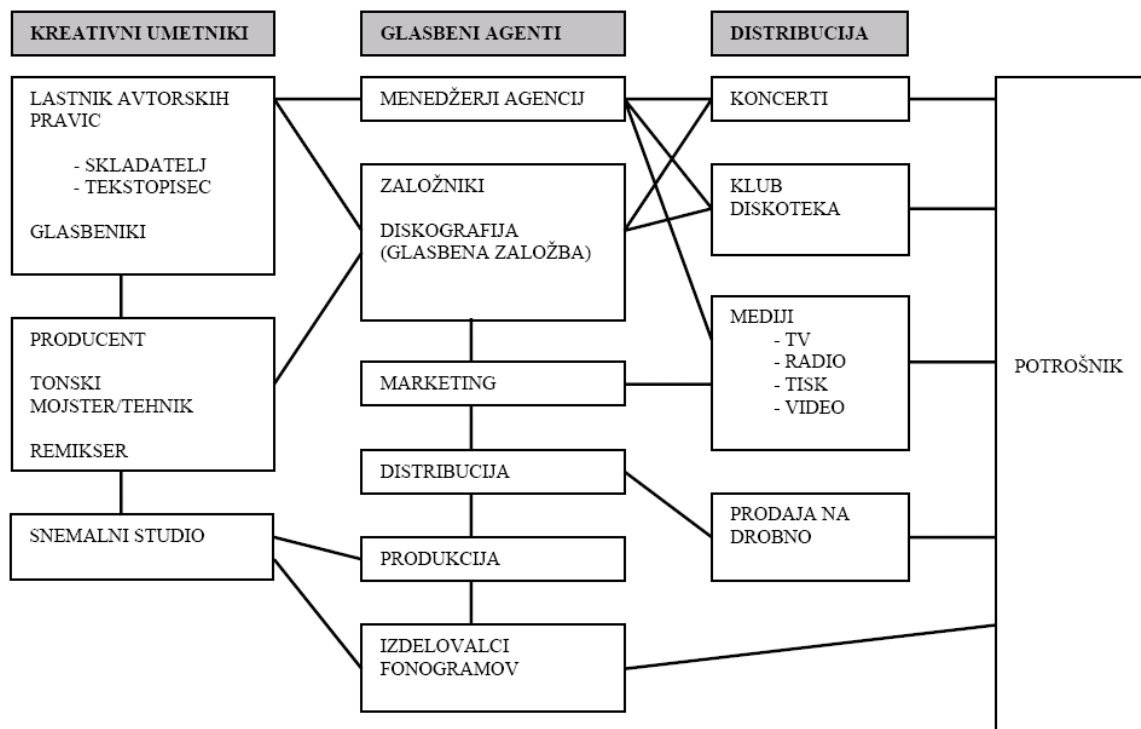 KREATIVNI UMETNIKI
GLASBENI AGENTI
DISTRIBUCIJA
LASTNIK AVTORSKIH
PRAVIC
- SKLADATELJ
- TEKSTOPISEC
GLASBENIKI
PRODUCENT
TONSKI
MOJSTER/TEHNIK
REMIKSER
SNEMALNI STUDIO
MENEDŽERJI AGENCIJ
ZALOŽNIKI
DISKOGRAFIJA
(GLASBENA ZALOŽBA)
MARKETING
DISTRIBUCIJA
PRODUKCIJA
IZDELOVALCI
FONOGRAMOV
KONCERTI
KLUB
DISKOTEKA
MEDIJI
- TV
- RADIO
- TISK
- VIDEO
PRODAJA NA
DROBNO
POTROŠNIK